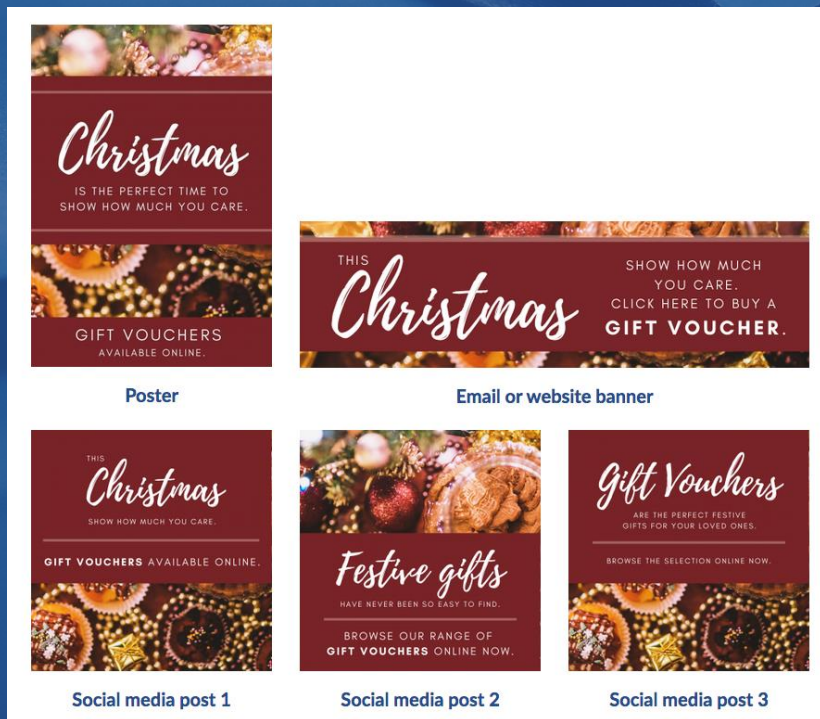 Christmas
IS THE PERFECT TIME TO
SHOW HOW MUCH YOU CARE.
GIFT VOUCHERS
AVAILABLE ONLINE.
Poster
THIS
Christmas
SHOW HOW MUCH
YOU CARE.
CLICK HERE TO BUY A
GIFT VOUCHER.
Email or website banner
THIS
Christmas
SHOW HOW MUCH YOU CARE.
GIFT VOUCHERS AVAILABLE ONLINE.
Social media post 1
Festive gifts
HAVE NEVER BEEN SO EASY TO FIND.
BROWSE OUR RANGE OF
GIFT VOUCHERS ONLINE NOW.
Social media post 2
Gift Vouchers
ARE THE PERFECT FESTIVE
GIFTS FOR YOUR LOVED ONES.
BROWSE THE SELECTION ONLINE NOW.
Social media post 3